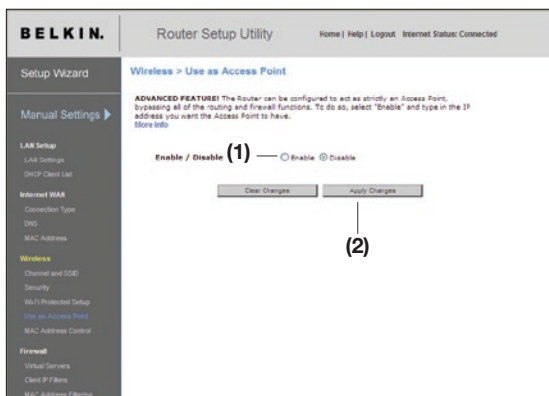 BELKIN.
Router Setup Utility
Home | Help | Logout Internet Status: Connected
Setup Wizard
Manual Settings
LAN Setup
LAN Settings
DHCP Client List
Internet WAN
Connection Type
DNS
MAC Address
Wireless
Channel and SSID
Security
Wi-Fi Protected Setup
Use as Access Point
MAC Address Control
Firewall
Virtual Servers
Client IP Filters
MAC Address Filtering
Wireless > Use as Access Point
ADVANCED FEATURE! The Router can be configured to act as strictly an Access Point,
bypassing all of the routing and firewall functions. To do so, select "Enable" and type in the IP
address you want the Access Point to have.
More Info
Enable / Disable (1) Enable Disable
Clear Changes Apply Changes
(2)